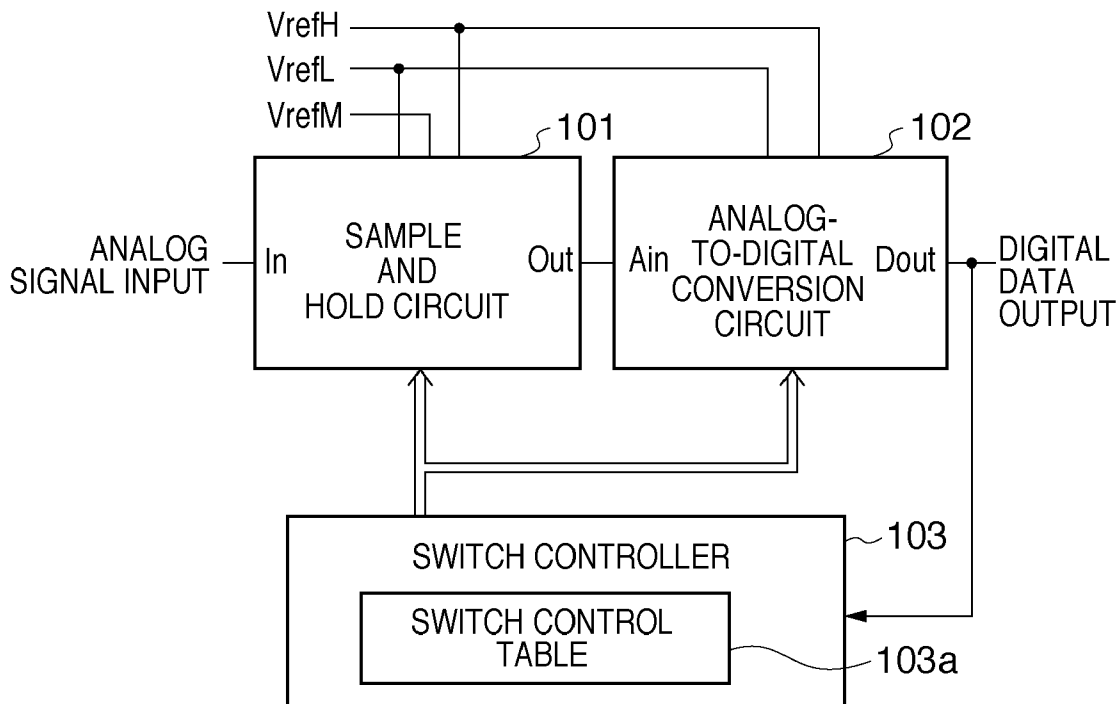 VrefH
VrefL
VrefM
101
102
ANALOG
SIGNAL INPUT
In
SAMPLE
AND
HOLD CIRCUIT
Out
Ain
ANALOG-
TO-DIGITAL
CONVERSION
CIRCUIT
Dout
DIGITAL
DATA
OUTPUT
103
SWITCH CONTROLLER
SWITCH CONTROL
TABLE
103a